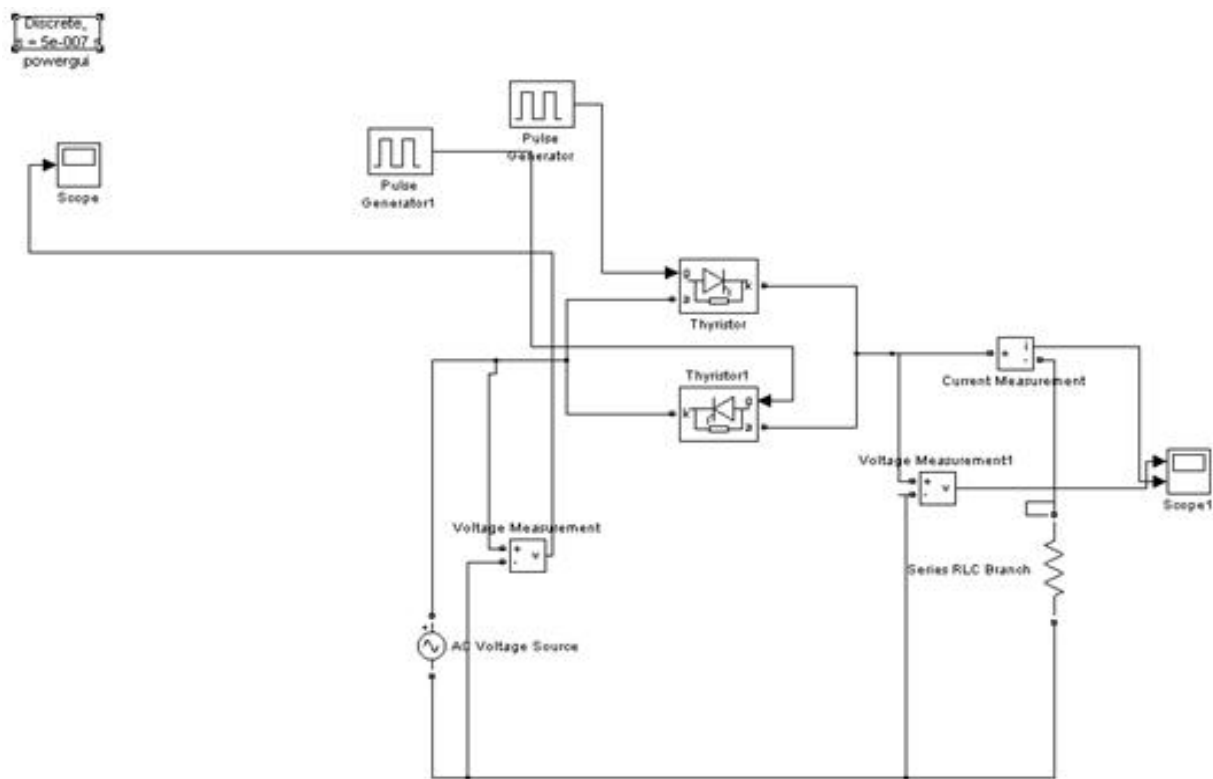 Discrete,
s = 5e-007 s
powergui
Pulse
Generator
Pulse
Generator1
Scope
g
k
a
Thyristor
Thyristor1
g
k
a
i
+
-
Current Measurement
Voltage Measurement1
+
v
-
Scope1
Voltage Measurement
+
v
-
Series RLC Branch
+
AC Voltage Source